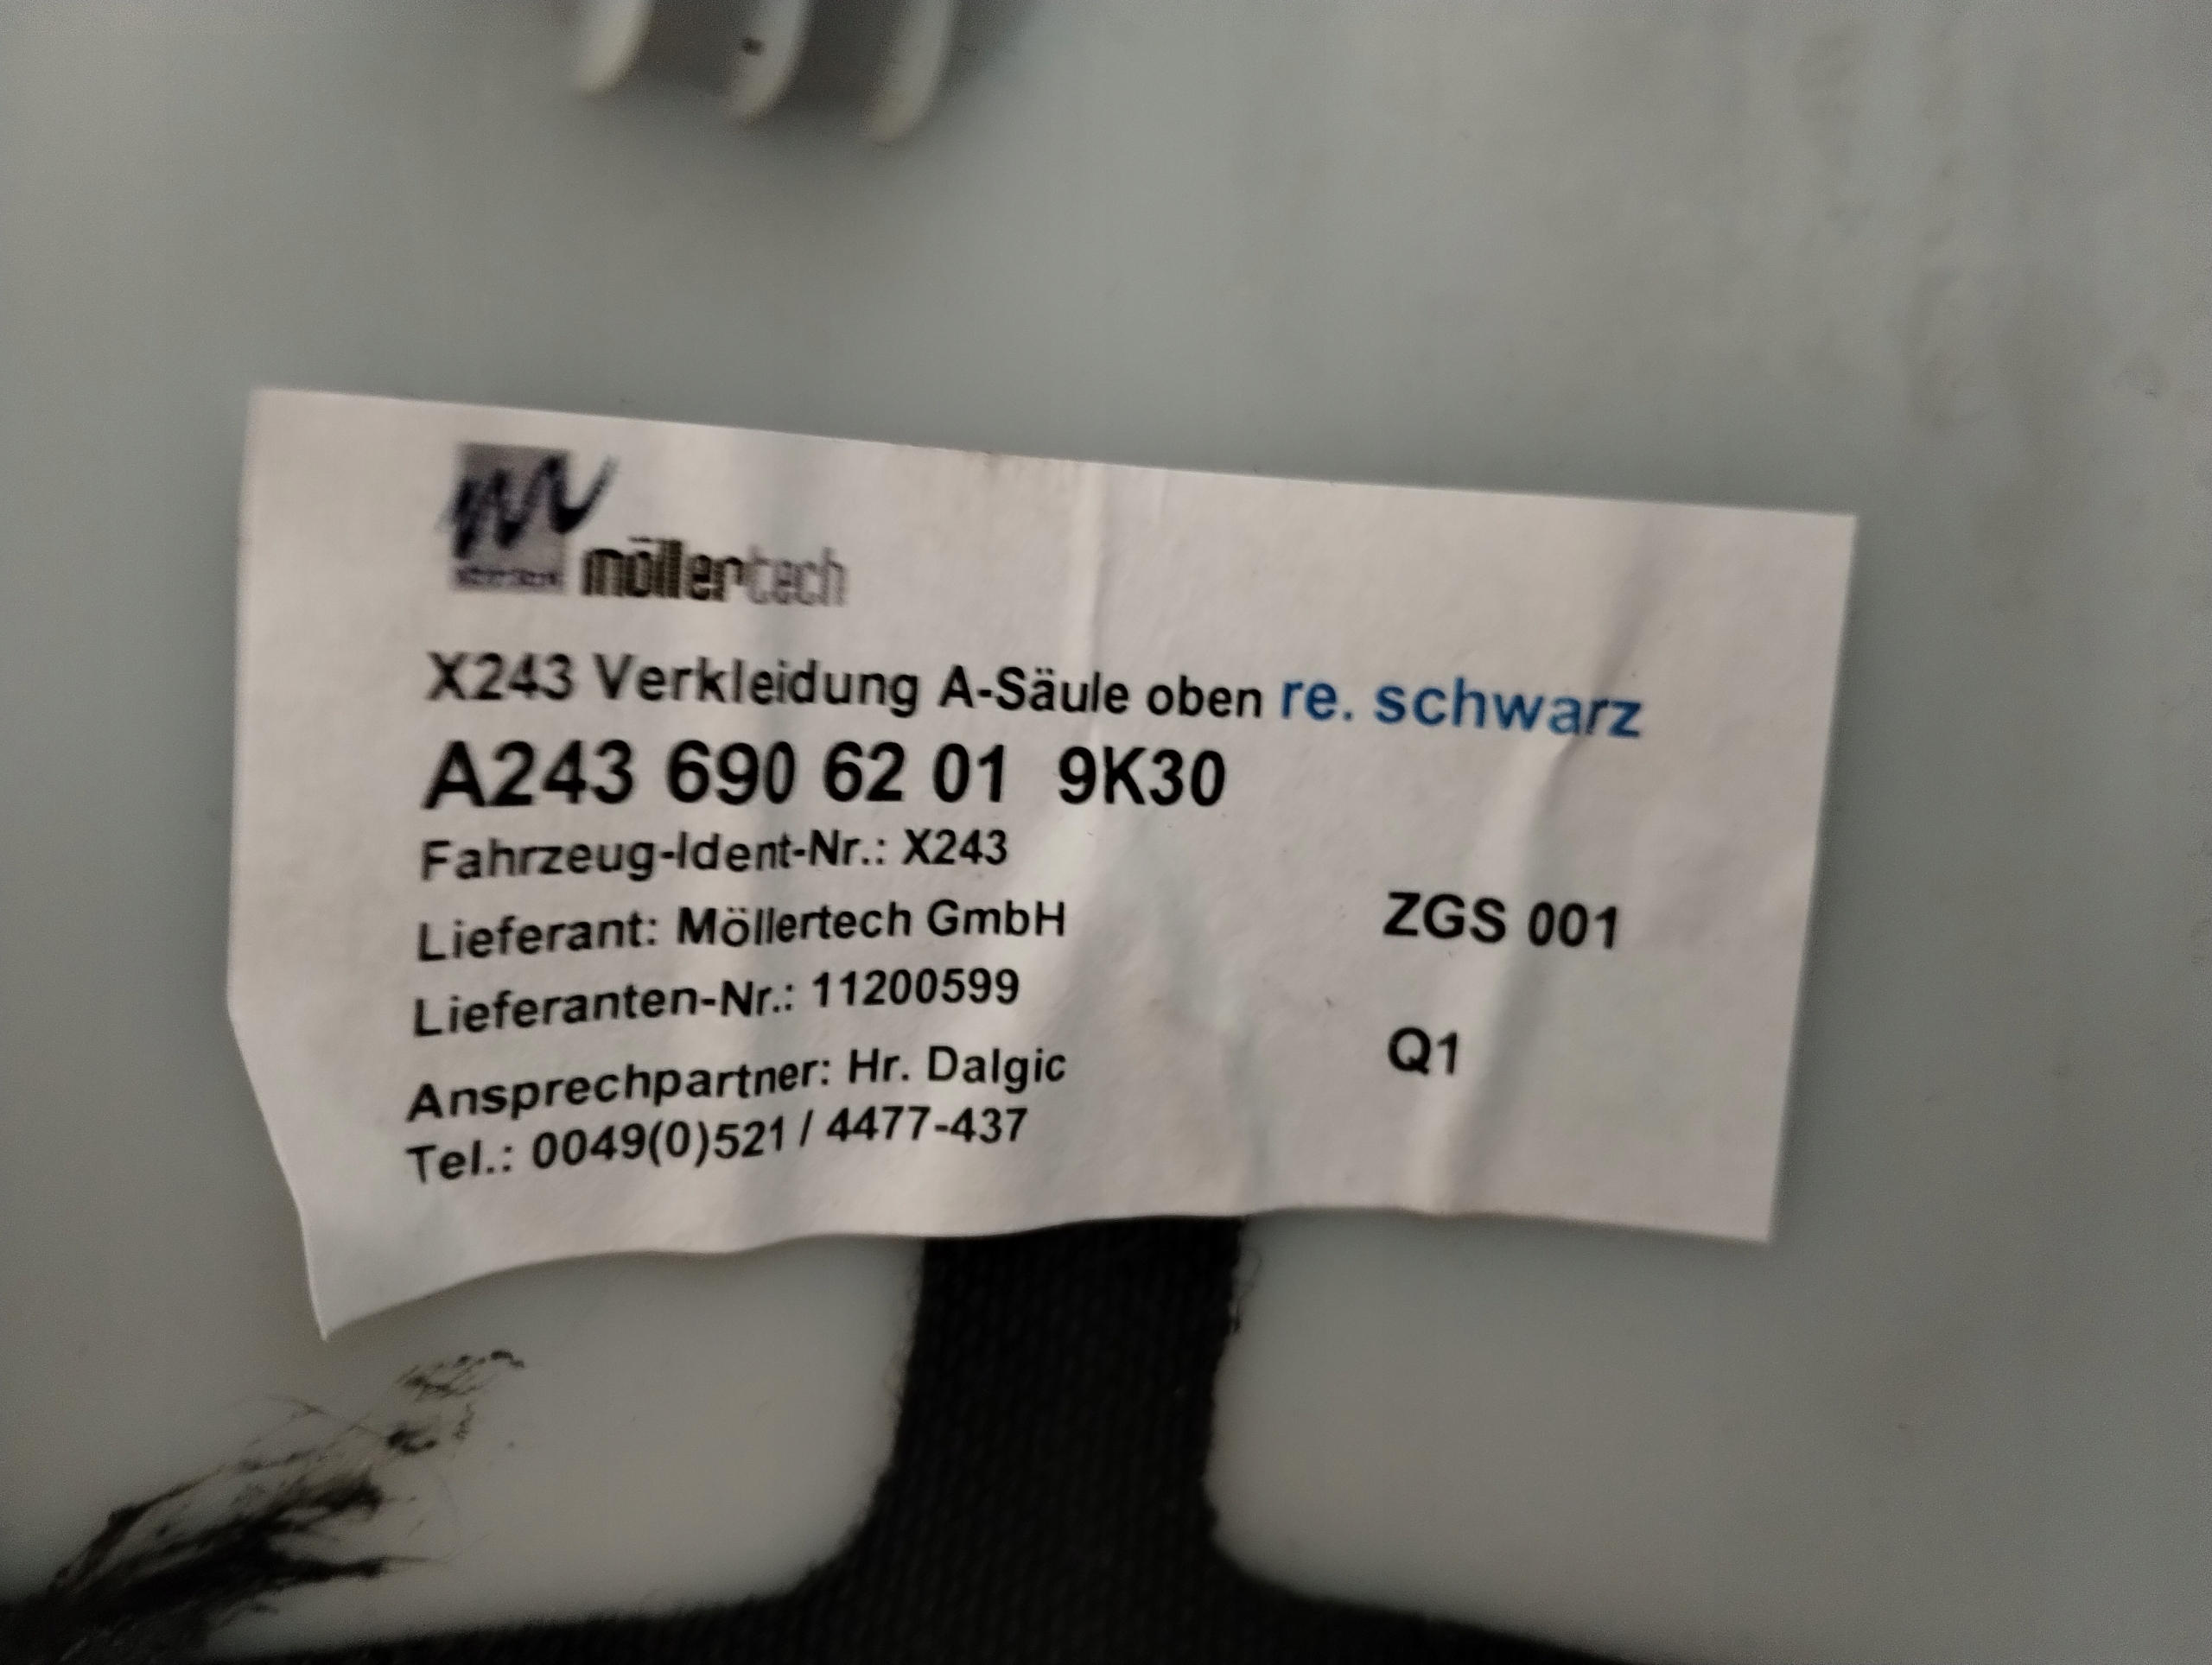 möllertech
X243 Verkleidung A-Säule oben re. schwarz
A243 690 62 01 9K30
Fahrzeug-Ident-Nr.: X243
Lieferant: Möllertech GmbH
ZGS 001
Lieferanten-Nr.: 11200599
Q1
Ansprechpartner: Hr. Dalgic
Tel.: 0049(0)521 / 4477-437